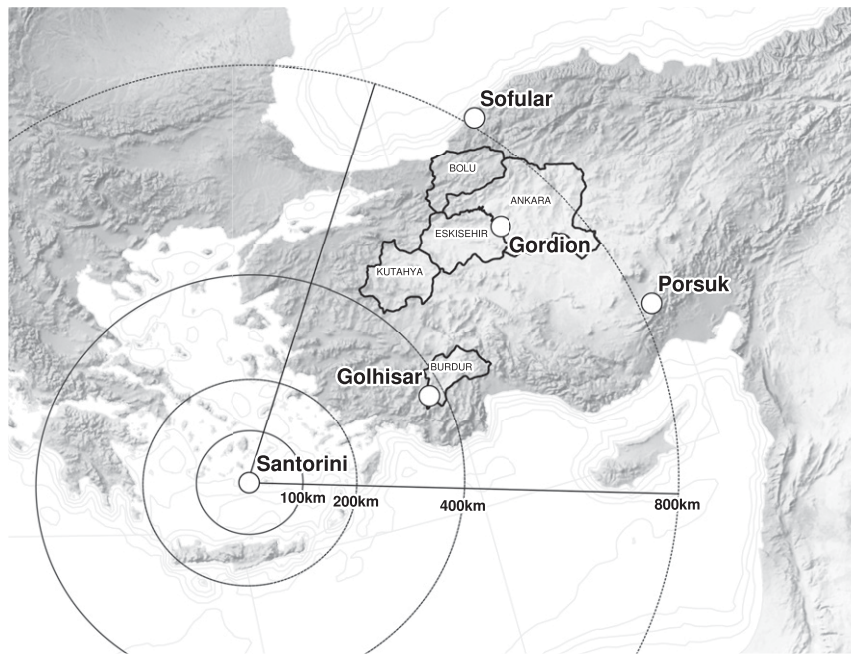 Sofular
BOLU
ANKARA
ESKISEHIR
Gordion
KUTAHYA
Porsuk
BURDUR
Golhisar
Santorini
100km
200km
400km
800km